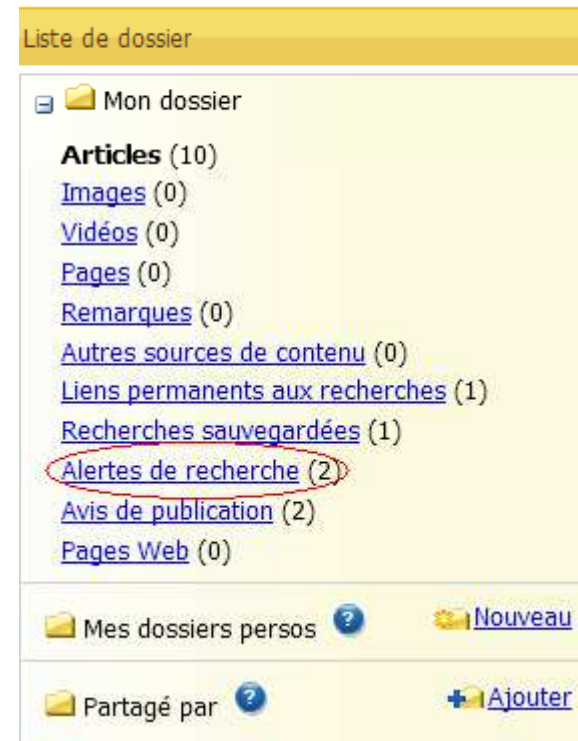 Liste de dossier
Mon dossier
Articles (10)
Images (0)
Vidéos (0)
Pages (0)
Remarques (0)
Autres sources de contenu (0)
Liens permanents aux recherches (1)
Recherches sauvegardées (1)
Alertes de recherche (2)
Avis de publication (2)
Pages Web (0)
Mes dossiers persos ? Nouveau
Partagé par ? Ajouter